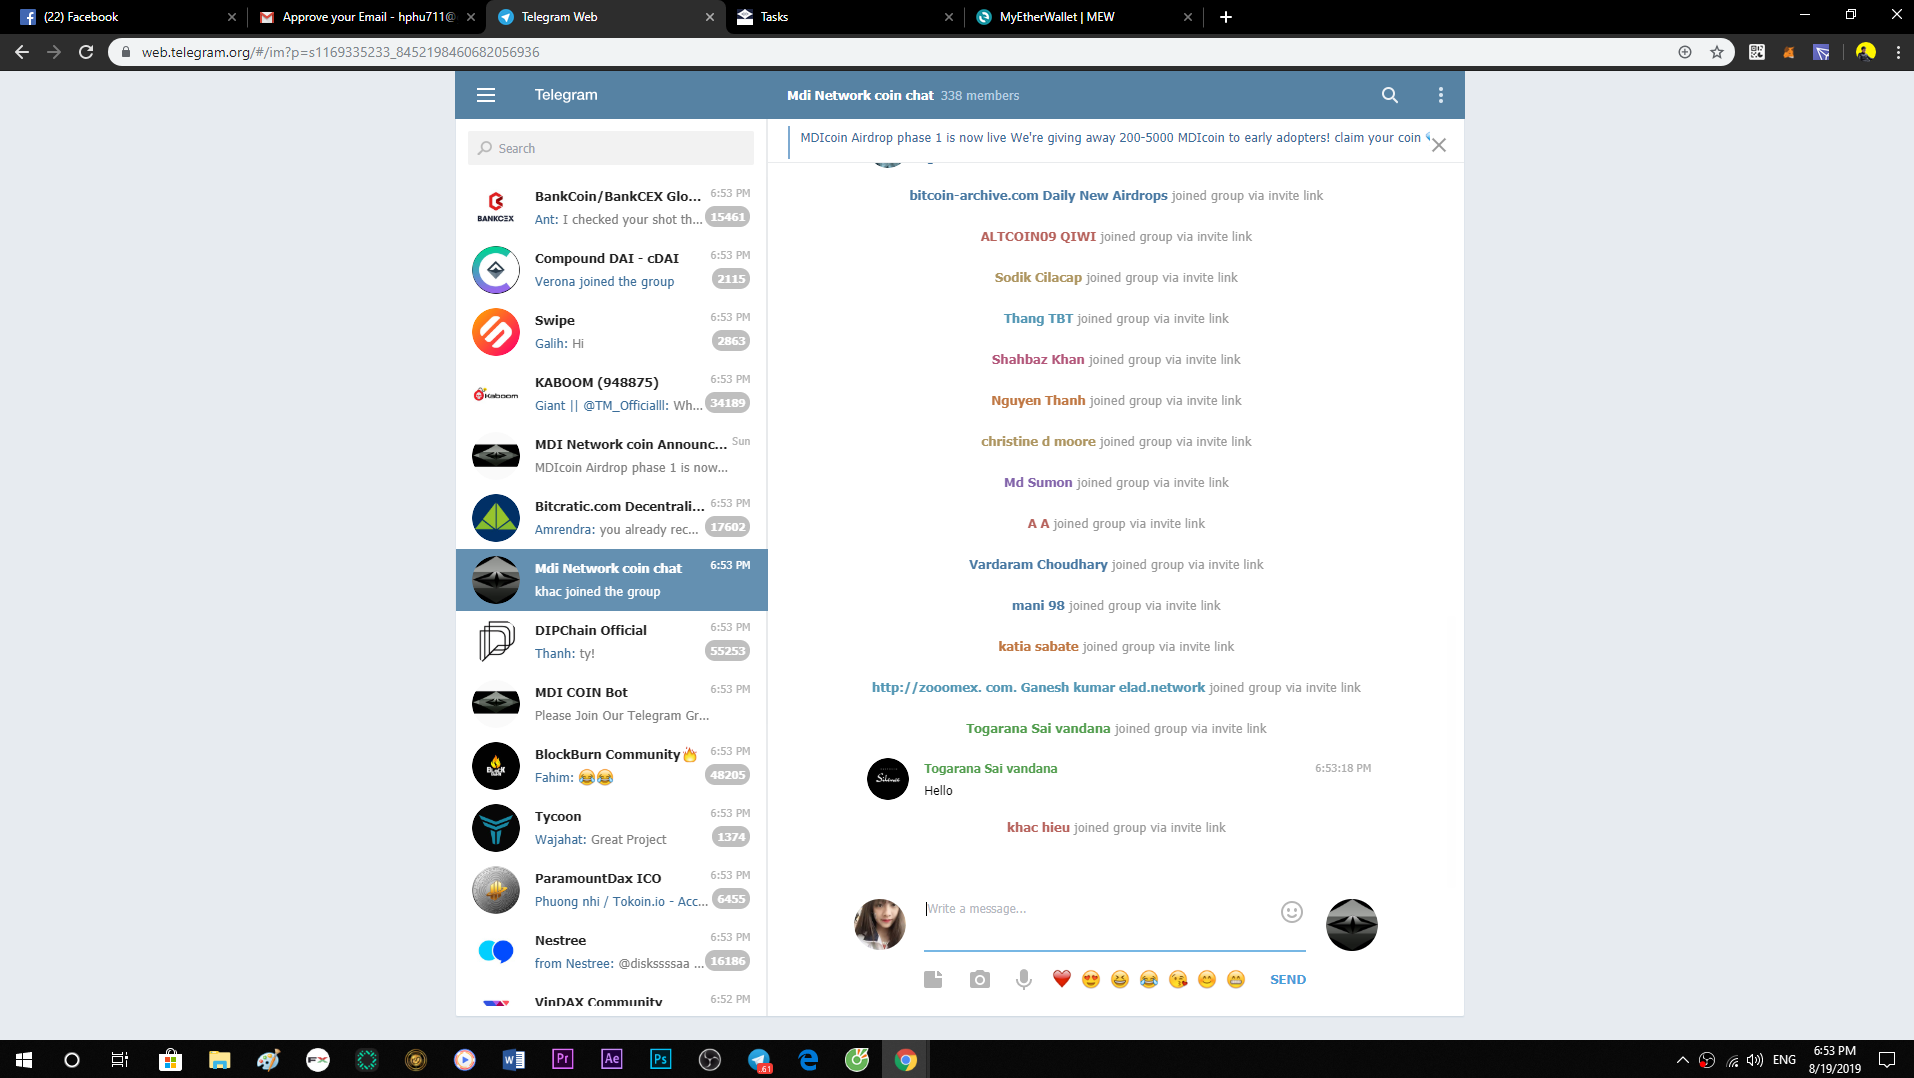 (22) Facebook
Approve your Email - hphu711@
Telegram Web
Tasks
MyEtherWallet | MEW
web.telegram.org/#/im?p=s1169335233_8452198460682056936
Telegram
Mdi Network coin chat 338 members
Search
MDIcoin Airdrop phase 1 is now live We're giving away 200-5000 MDIcoin to early adopters! claim your coin
BANKCEX
BankCoin/BankCEX Glo... 6:53 PM
Ant: I checked your shot th... 15461
Compound DAI - cDAI 6:53 PM
Verona joined the group 2115
Swipe 6:53 PM
Galih: Hi 2863
Kaboom
KABOOM (948875) 6:53 PM
Giant || @TM_Officialll: Wh... 34189
MDI Network coin Announc... Sun
MDIcoin Airdrop phase 1 is now...
Bitcratic.com Decentrali... 6:53 PM
Amrendra: you already rec... 17602
Mdi Network coin chat 6:53 PM
khac joined the group
DIPChain Official 6:53 PM
Thanh: ty! 55253
MDI COIN Bot 6:53 PM
Please Join Our Telegram Gr...
BlockBurn Community🔥 6:53 PM
Fahim: 😂😂 48205
Tycoon 6:53 PM
Wajahat: Great Project 1374
ParamountDax ICO 6:53 PM
Phuong nhi / Tokoin.io - Acc... 6455
Nestree 6:53 PM
from Nestree: @diskssssaa ... 16186
VinDAX Community 6:52 PM
bitcoin-archive.com Daily New Airdrops joined group via invite link
ALTCOIN09 QIWI joined group via invite link
Sodik Cilacap joined group via invite link
Thang TBT joined group via invite link
Shahbaz Khan joined group via invite link
Nguyen Thanh joined group via invite link
christine d moore joined group via invite link
Md Sumon joined group via invite link
A A joined group via invite link
Vardaram Choudhary joined group via invite link
mani 98 joined group via invite link
katia sabate joined group via invite link
http://zooomex. com. Ganesh kumar elad.network joined group via invite link
Togarana Sai vandana joined group via invite link
Silence
Togarana Sai vandana 6:53:18 PM
Hello
khac hieu joined group via invite link
Write a message...
SEND
FX
W
Pr
Ae
Ps
.61
ENG
6:53 PM
8/19/2019